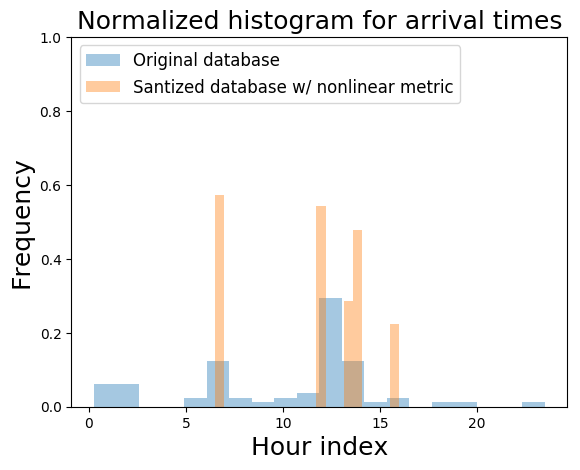 Normalized histogram for arrival times
Original database
Santized database w/ nonlinear metric
1.0
0.8
0.6
0.4
0.2
0.0
Frequency
0 5 10 15 20
Hour index